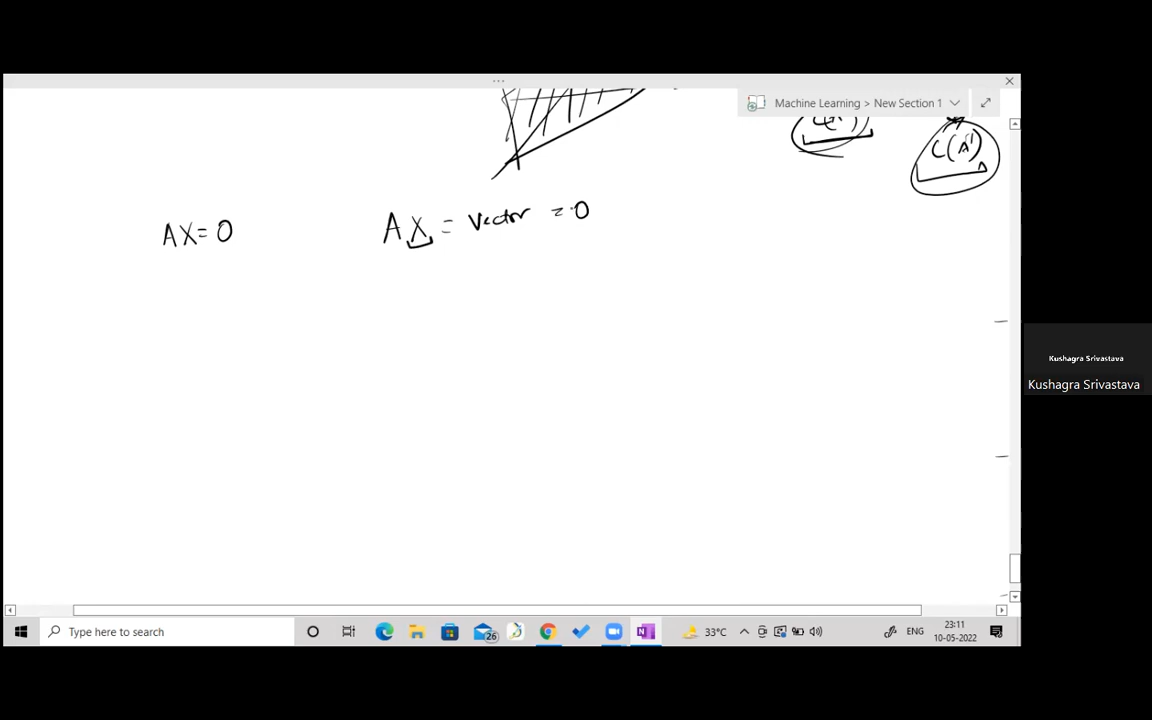 Machine Learning > New Section 1
C(A')
AX = 0
AX = Vector = 0
Kushagra Srivastava
Kushagra Srivastava
Type here to search
26
33°C
ENG
23:11
10-05-2022